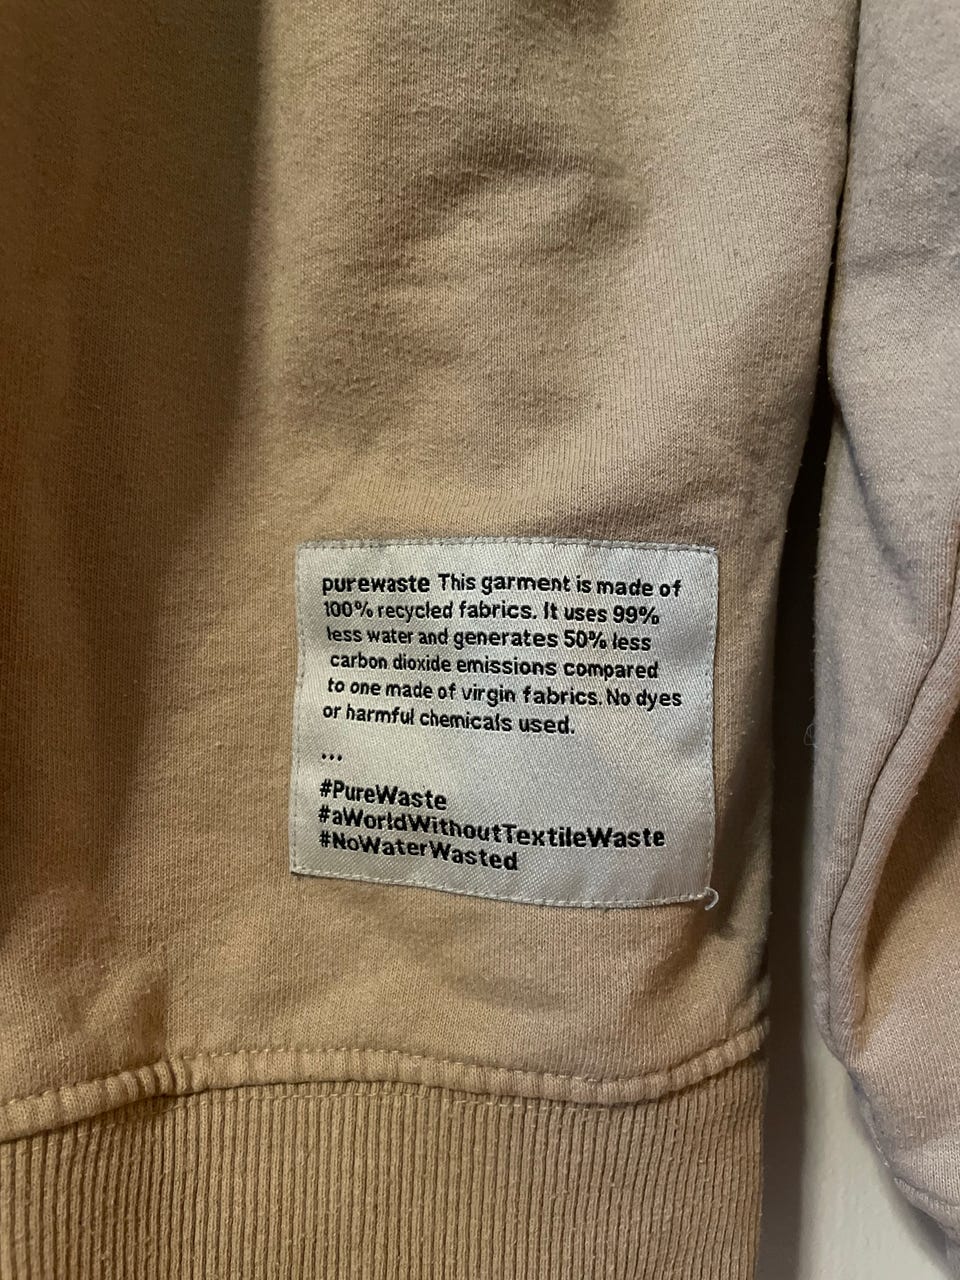 purewaste This garment is made of
100% recycled fabrics. It uses 99%
less water and generates 50% less
carbon dioxide emissions compared
to one made of virgin fabrics. No dyes
or harmful chemicals used.
...
#PureWaste
#aWorldWithoutTextileWaste
#NoWaterWasted